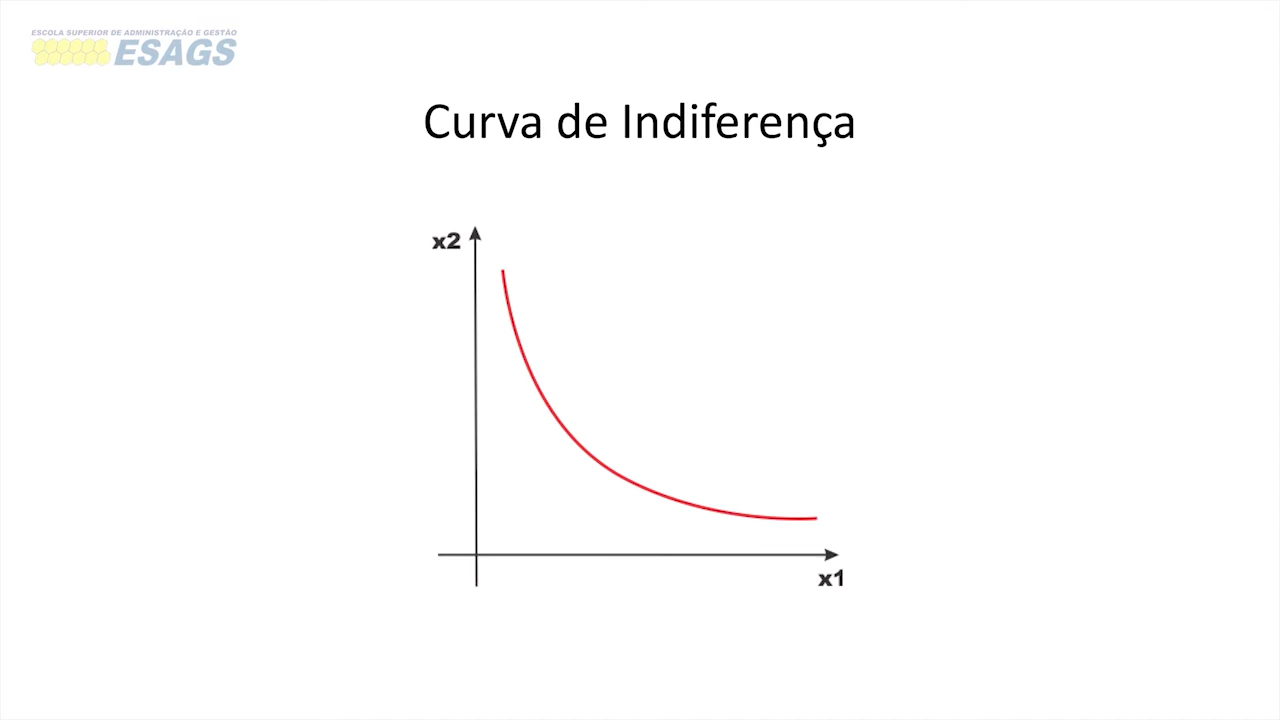 ESCOLA SUPERIOR DE ADMINISTRAÇÃO E GESTÃO
ESAGS
Curva de Indiferença
x2
x1